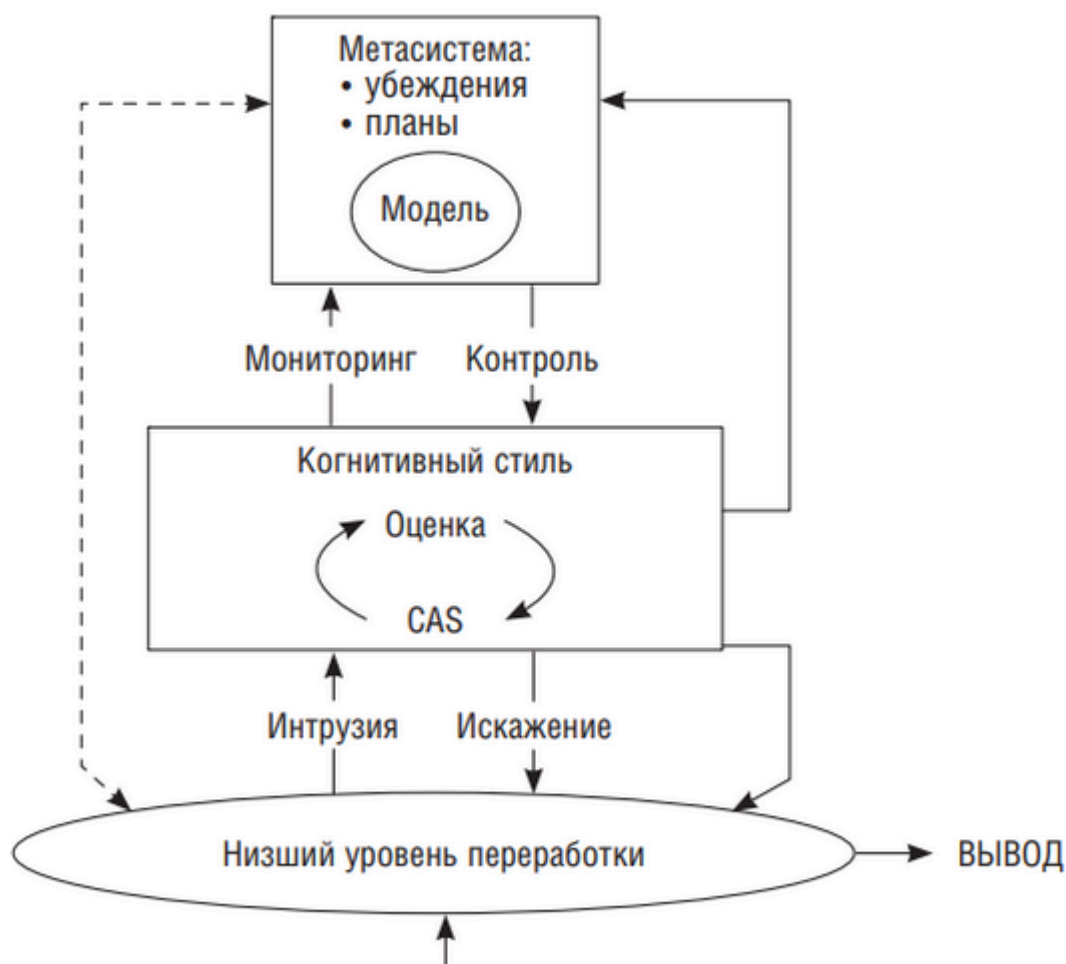 Метасистема:
• убеждения
• планы
Модель
Мониторинг
Контроль
Когнитивный стиль
Оценка
CAS
Интрузия
Искажение
Низший уровень переработки
ВЫВОД